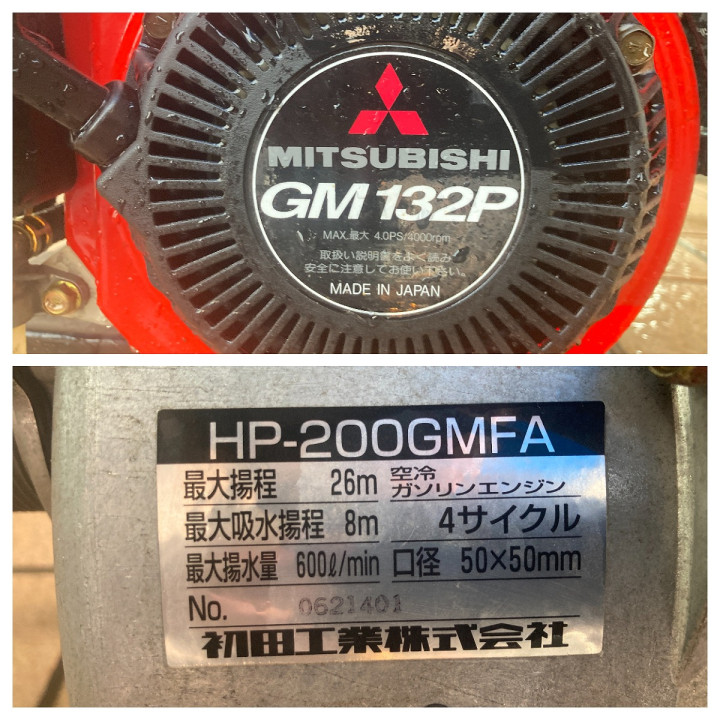 MITSUBISHI
GM 132P
MAX.最大 4.0PS/4000rpm
取扱い説明書をよく読み
安全に注意してお使い下さい。
MADE IN JAPAN
HP-200GMFA
最大揚程 26m 空冷 ガソリンエンジン
最大吸水揚程 8m 4サイクル
最大揚水量 600ℓ/min 口径 50×50mm
No. 0621401
初田工業株式会社